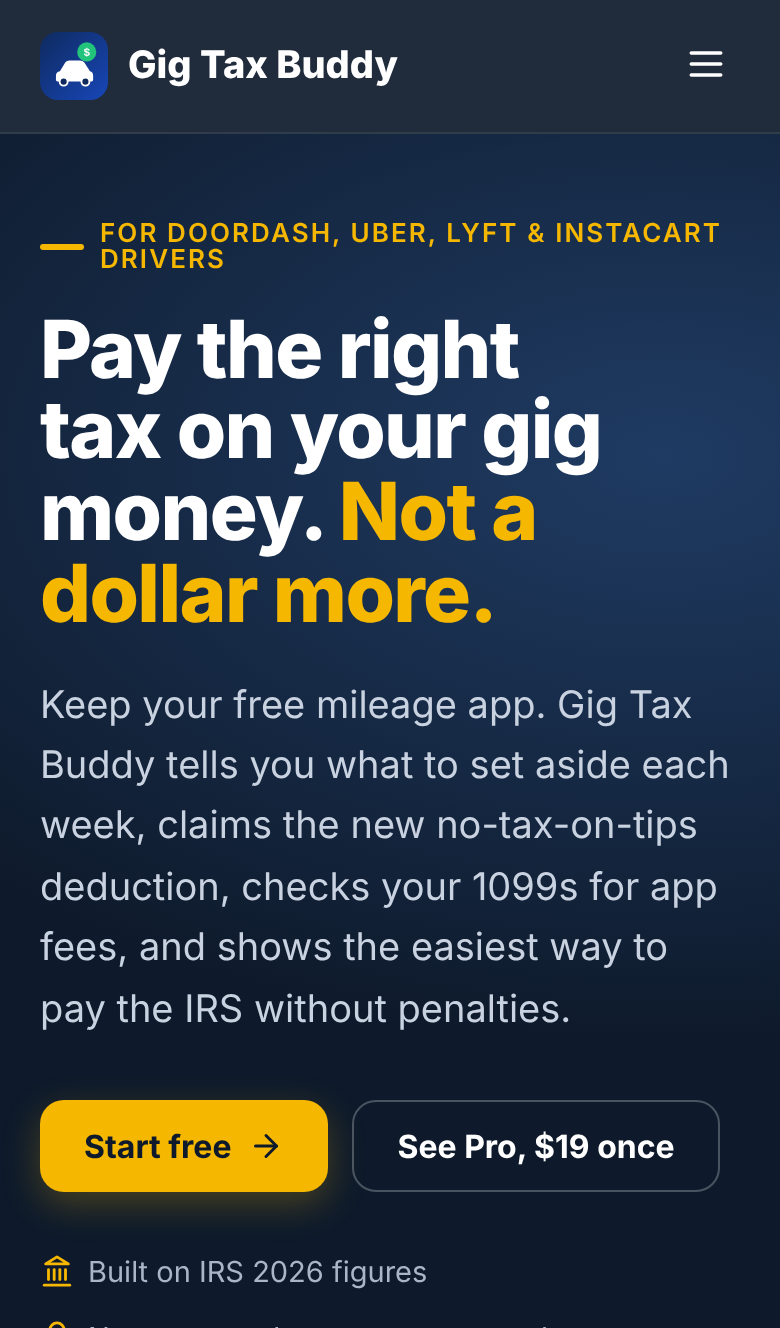 $
Gig Tax Buddy
FOR DOORDASH, UBER, LYFT & INSTACART
DRIVERS
Pay the right
tax on your gig
money. Not a
dollar more.
Keep your free mileage app. Gig Tax
Buddy tells you what to set aside each
week, claims the new no-tax-on-tips
deduction, checks your 1099s for app
fees, and shows the easiest way to
pay the IRS without penalties.
Start free →
See Pro, $19 once
Built on IRS 2026 figures